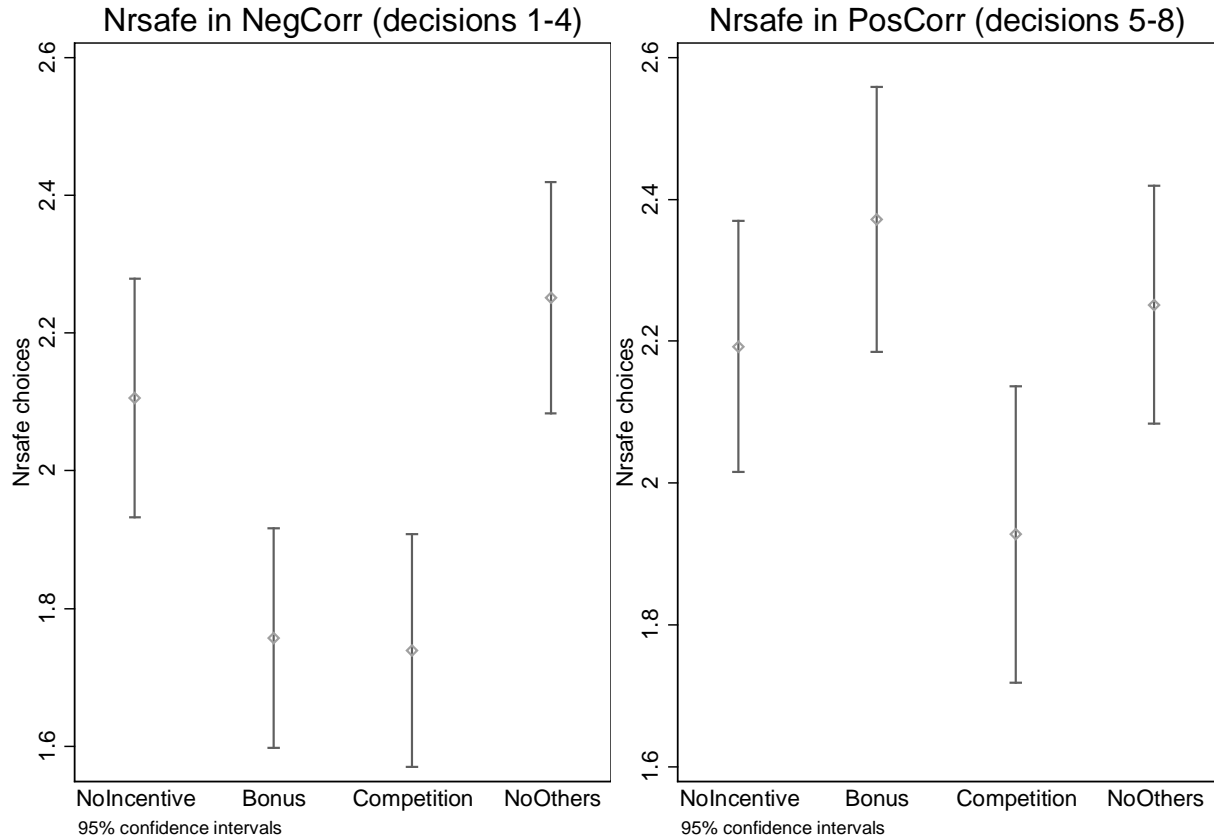 Nrsafe in NegCorr (decisions 1-4)
Nrsafe choices
2.6
2.4
2.2
2
1.8
1.6
NoIncentive Bonus Competition NoOthers
95% confidence intervals
Nrsafe in PosCorr (decisions 5-8)
Nrsafe choices
2.6
2.4
2.2
2
1.8
1.6
NoIncentive Bonus Competition NoOthers
95% confidence intervals